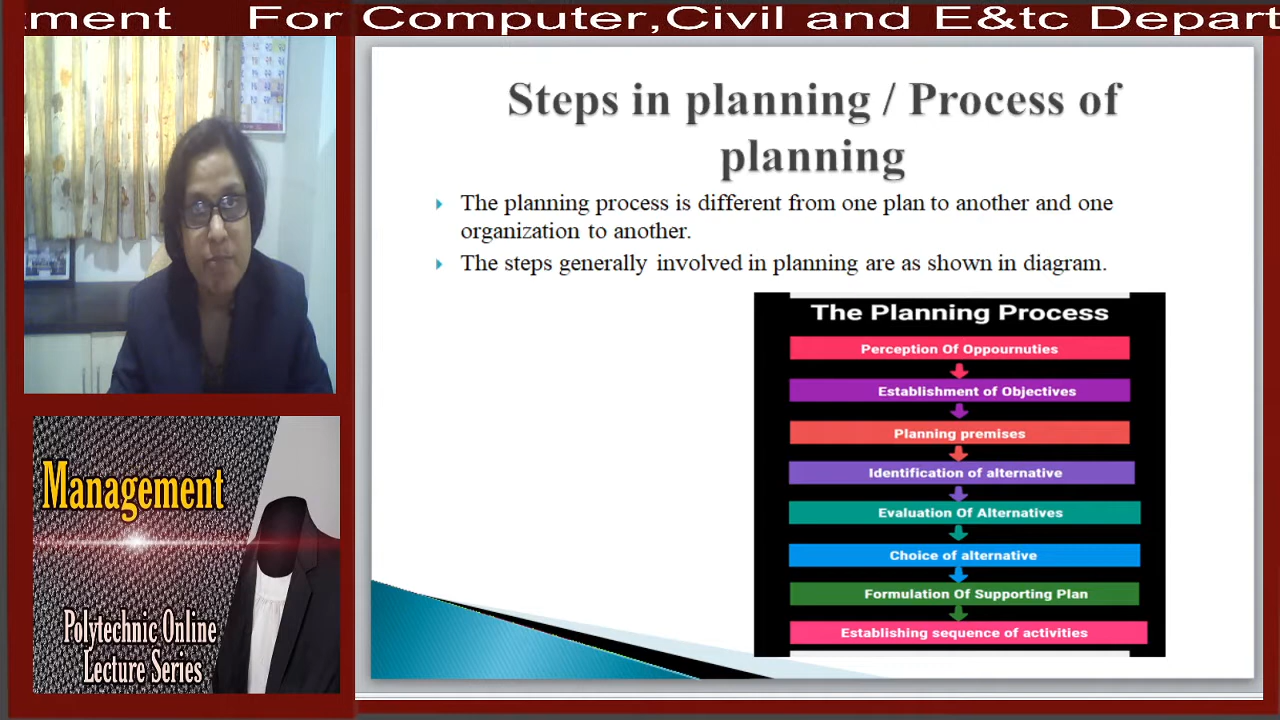 ment For Computer,Civil and E&tc Depart
Steps in planning / Process of
planning
The planning process is different from one plan to another and one
organization to another.
The steps generally involved in planning are as shown in diagram.
The Planning Process
Perception Of Oppournuties
Establishment of Objectives
Planning premises
Identification of alternative
Evaluation Of Alternatives
Choice of alternative
Formulation Of Supporting Plan
Establishing sequence of activities
Management
Polytechnic Online
Lecture Series